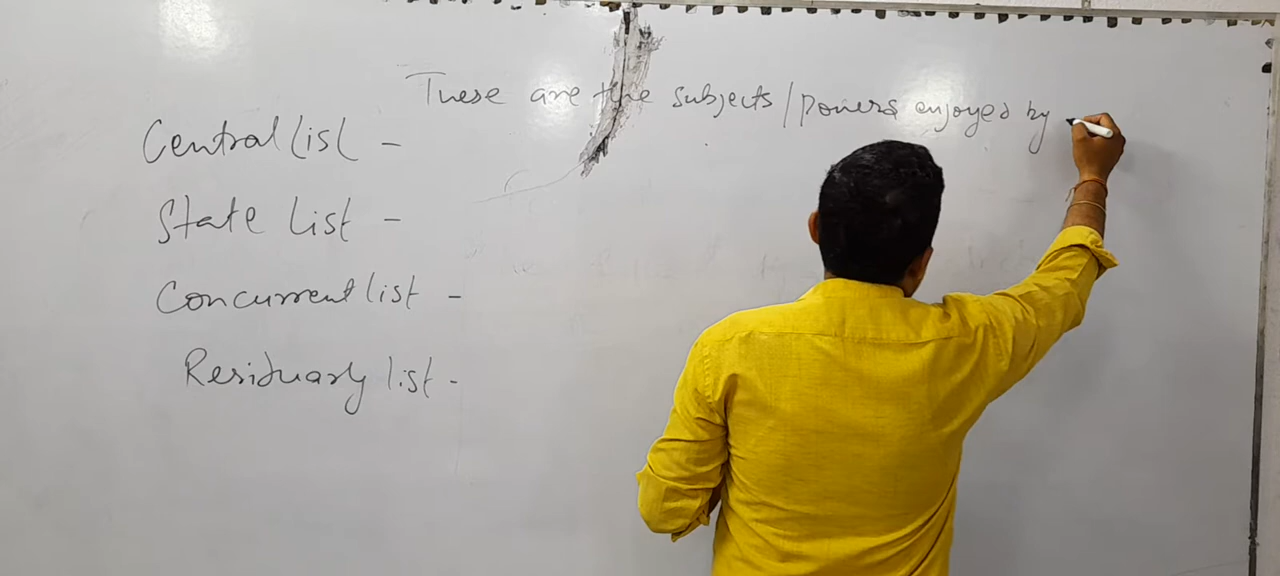 These are the subjects/powers enjoyed by
Central list -
State list -
Concurrent list -
Residuary list -